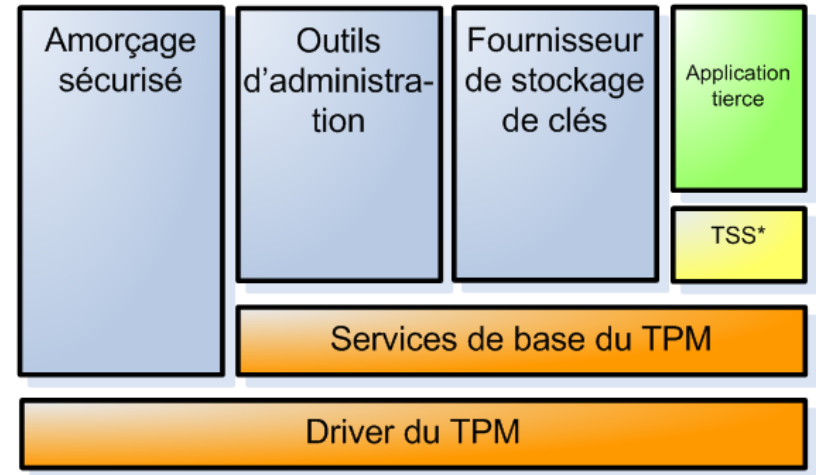 Amorçage
sécurisé
Outils
d'administra-
tion
Fournisseur
de stockage
de clés
Application
tierce
TSS*
Services de base du TPM
Driver du TPM